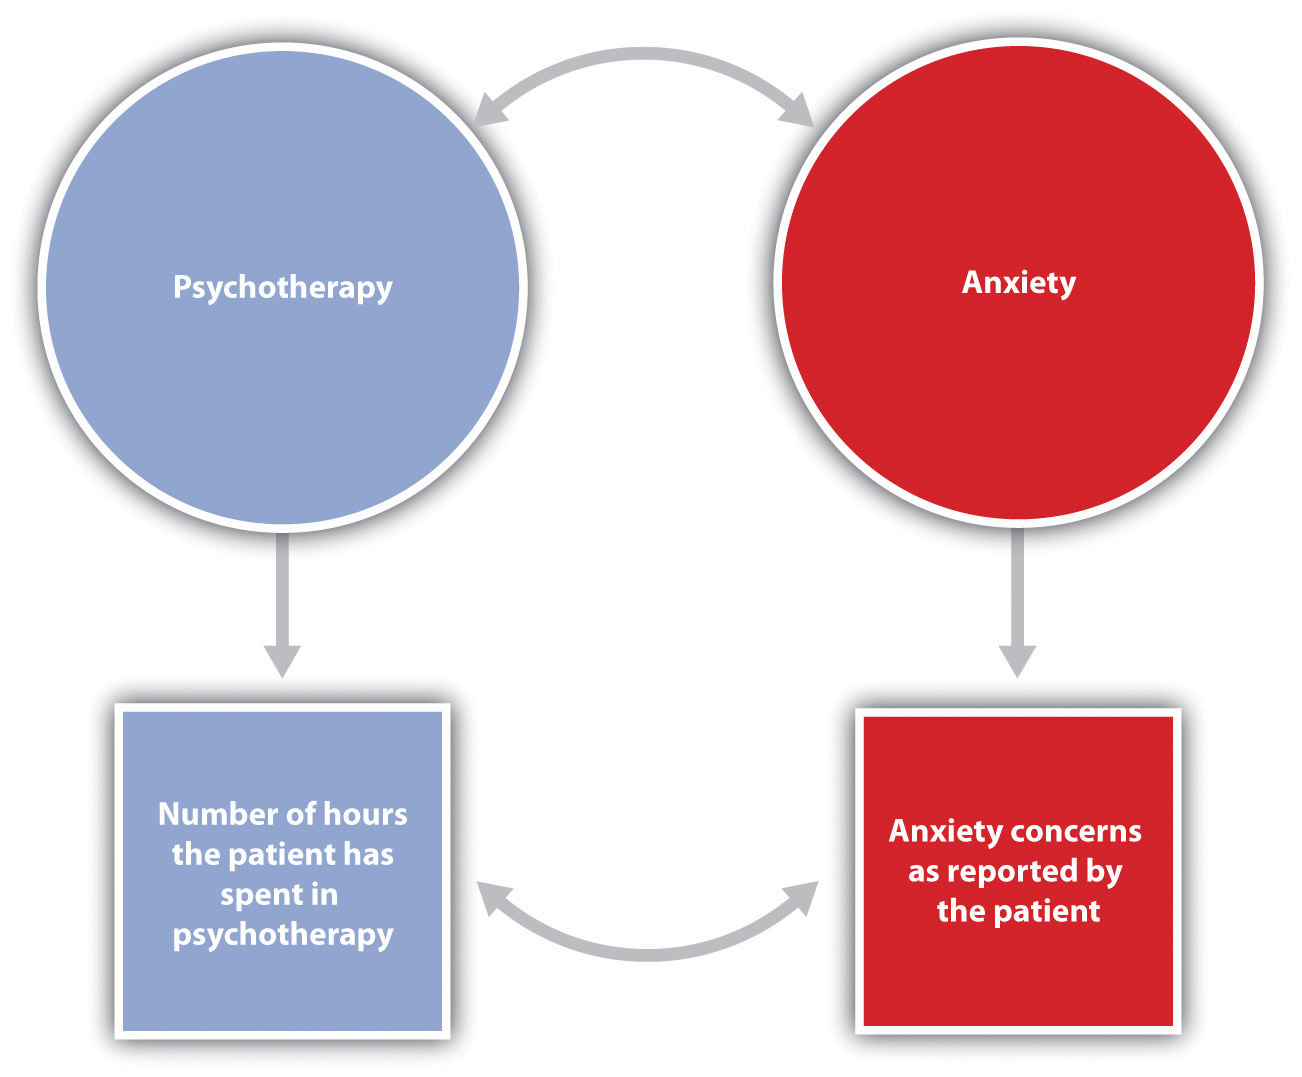 Psychotherapy
Anxiety
Number of hours
the patient has
spent in
psychotherapy
Anxiety concerns
as reported by
the patient